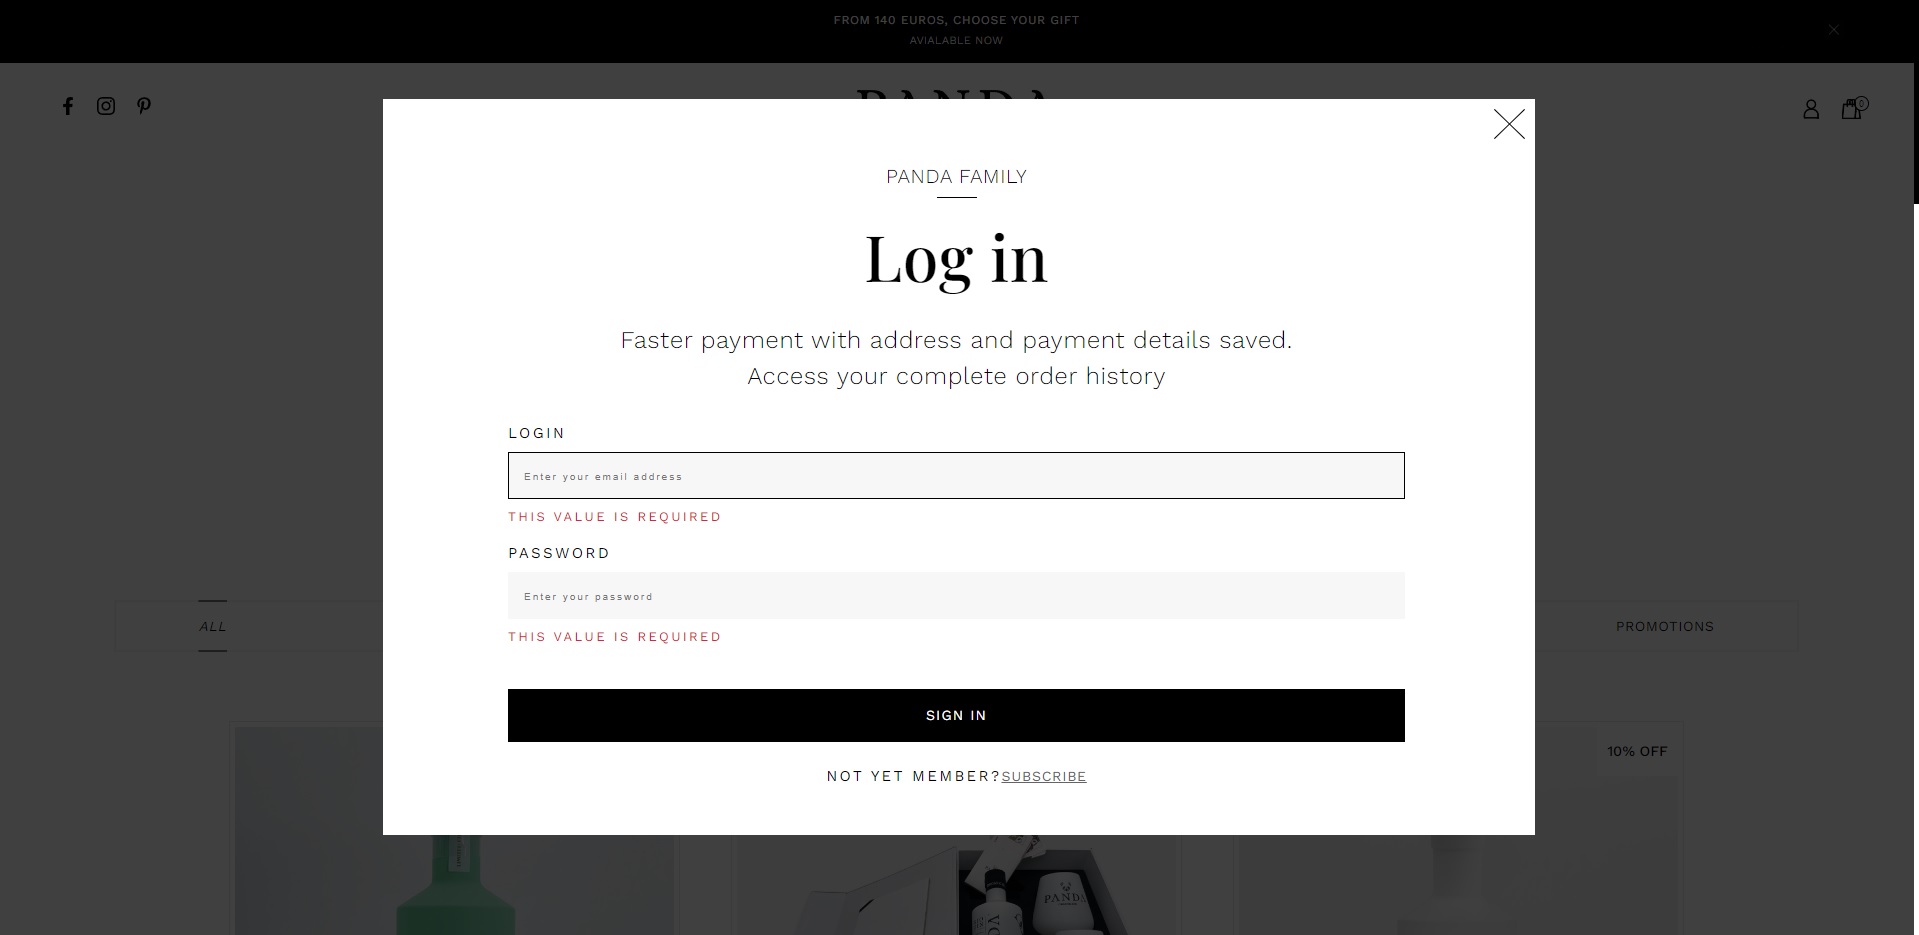 FROM 140 EUROS, CHOOSE YOUR GIFT
AVIALABLE NOW
PANDA
0
PANDA FAMILY
Log in
Faster payment with address and payment details saved.
Access your complete order history
LOGIN
Enter your email address
THIS VALUE IS REQUIRED
PASSWORD
Enter your password
THIS VALUE IS REQUIRED
ALL
PROMOTIONS
SIGN IN
10% OFF
NOT YET MEMBER? SUBSCRIBE
PANDA